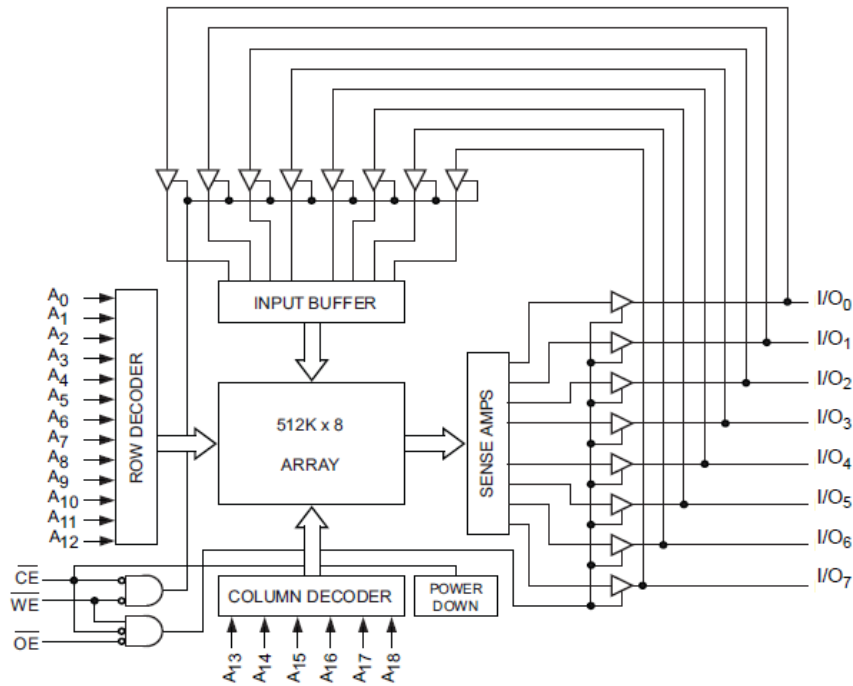 INPUT BUFFER
A0
A1
A2
A3
A4
A5
A6
A7
A8
A9
A10
A11
A12
ROW DECODER
512K x 8
ARRAY
SENSE AMPS
I/O0
I/O1
I/O2
I/O3
I/O4
I/O5
I/O6
I/O7
CE
WE
OE
COLUMN DECODER
POWER
DOWN
A13
A14
A15
A16
A17
A18